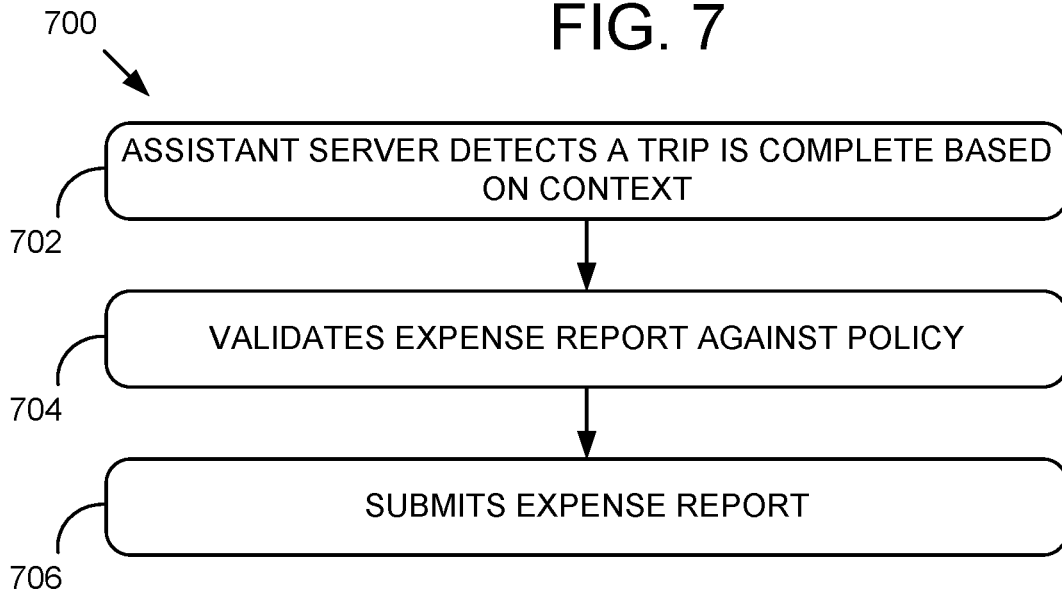 700
FIG. 7
ASSISTANT SERVER DETECTS A TRIP IS COMPLETE BASED
ON CONTEXT
702
VALIDATES EXPENSE REPORT AGAINST POLICY
704
SUBMITS EXPENSE REPORT
706